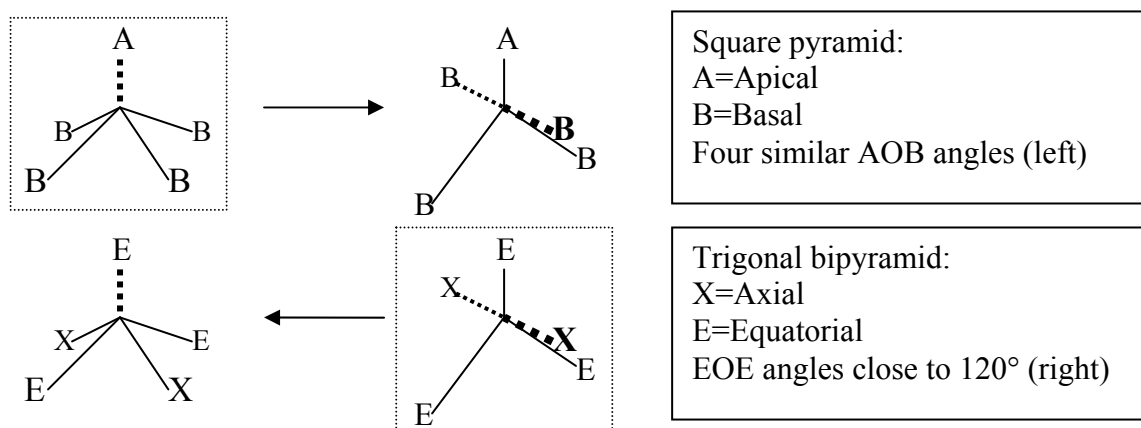 A
B B
B B
A
B
B
B
B
Square pyramid:
A=Apical
B=Basal
Four similar AOB angles (left)
E
X E
E X
E
X
X
E
E
Trigonal bipyramid:
X=Axial
E=Equatorial
EOE angles close to 120° (right)